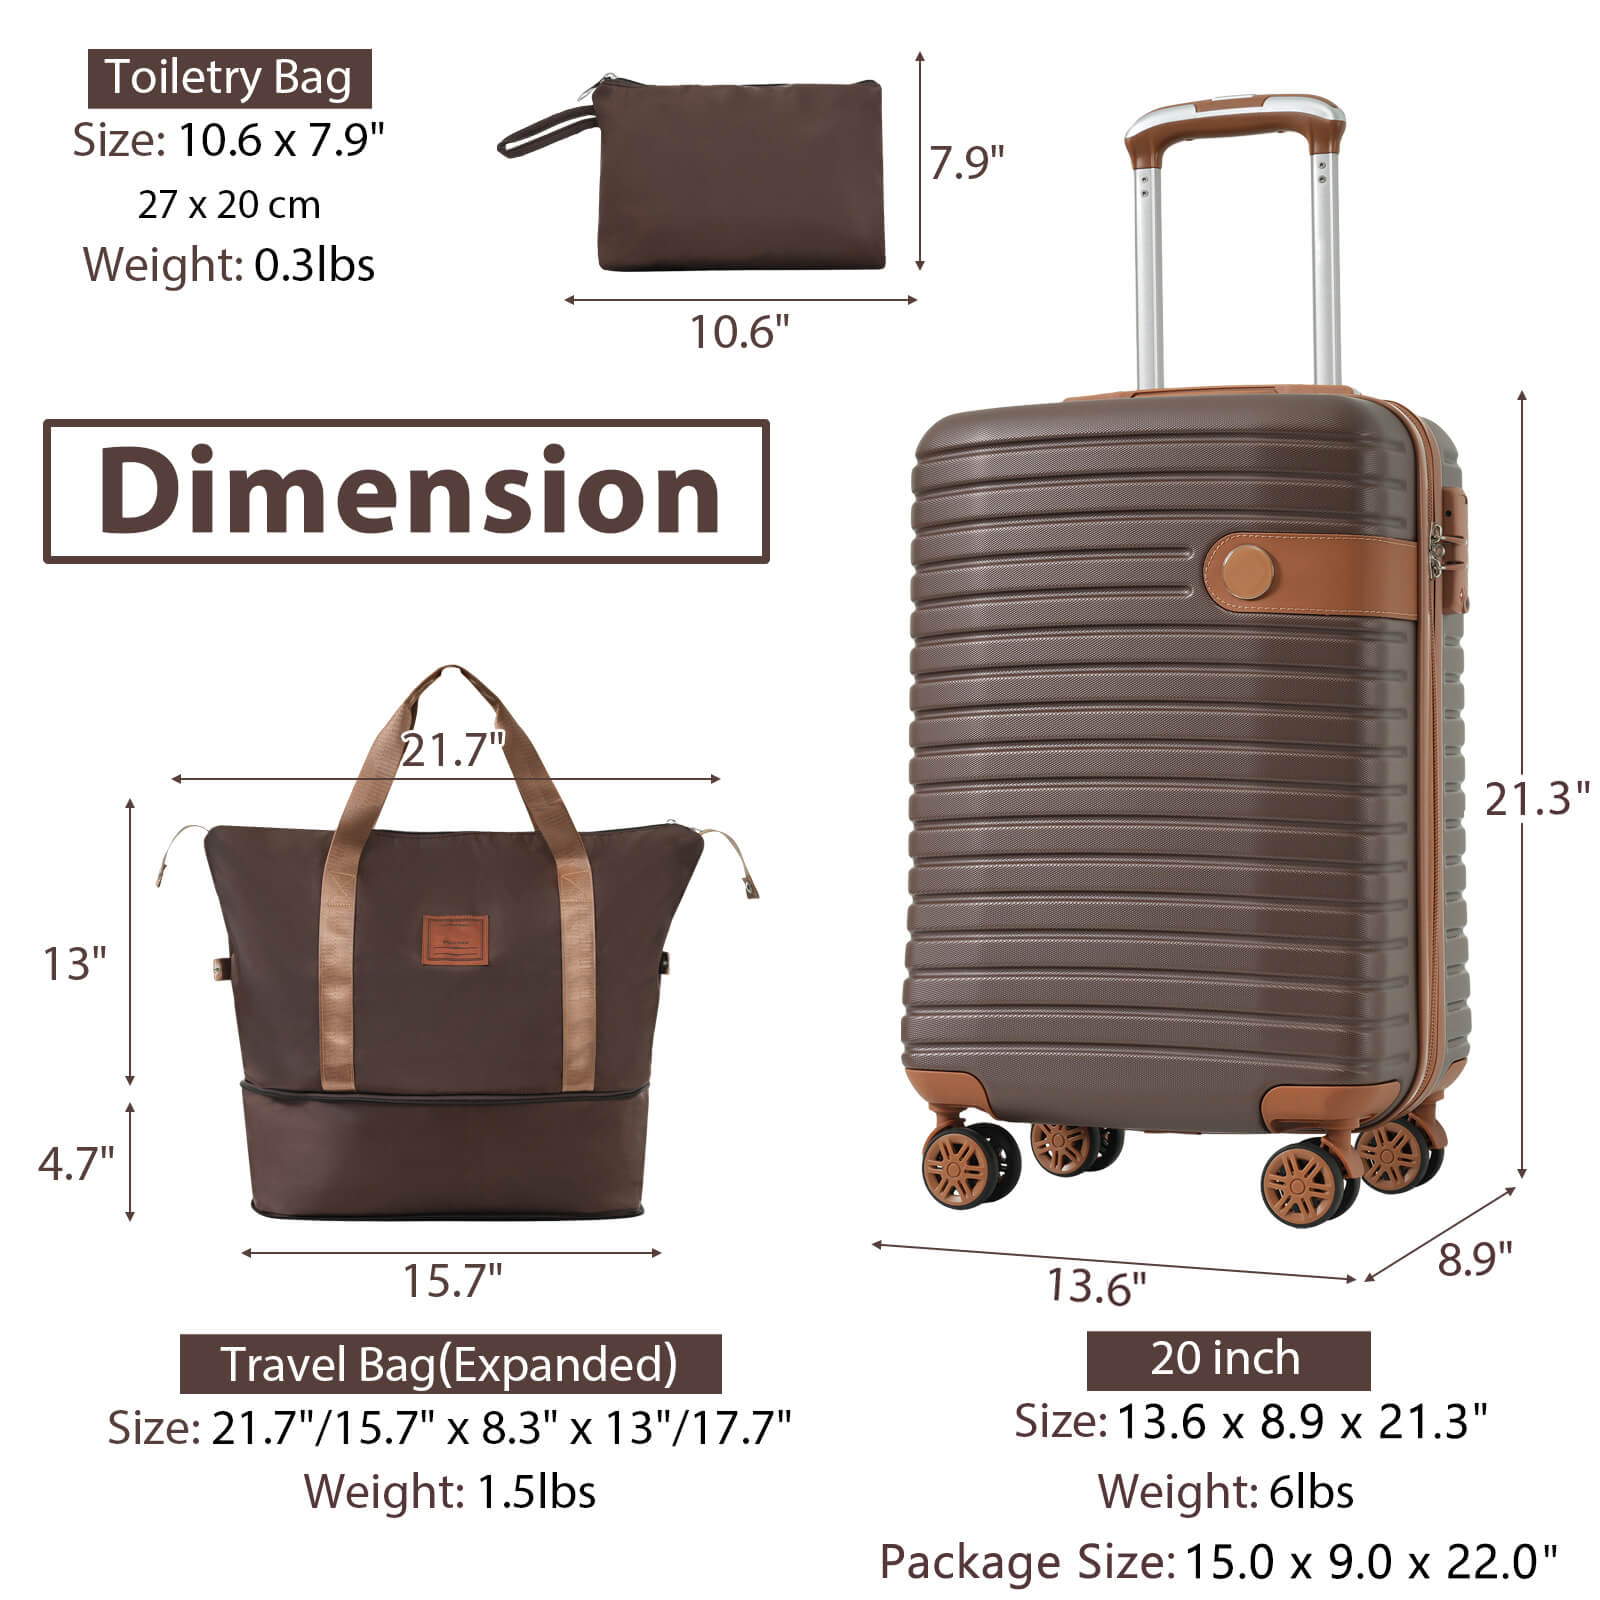 Toiletry Bag
Size: 10.6 x 7.9"
27 x 20 cm
Weight: 0.3lbs
7.9"
10.6"
Dimension
21.7"
13"
4.7"
15.7"
21.3"
13.6"
8.9"
Travel Bag(Expanded)
Size: 21.7"/15.7" x 8.3" x 13"/17.7"
Weight: 1.5lbs
20 inch
Size: 13.6 x 8.9 x 21.3"
Weight: 6lbs
Package Size: 15.0 x 9.0 x 22.0"